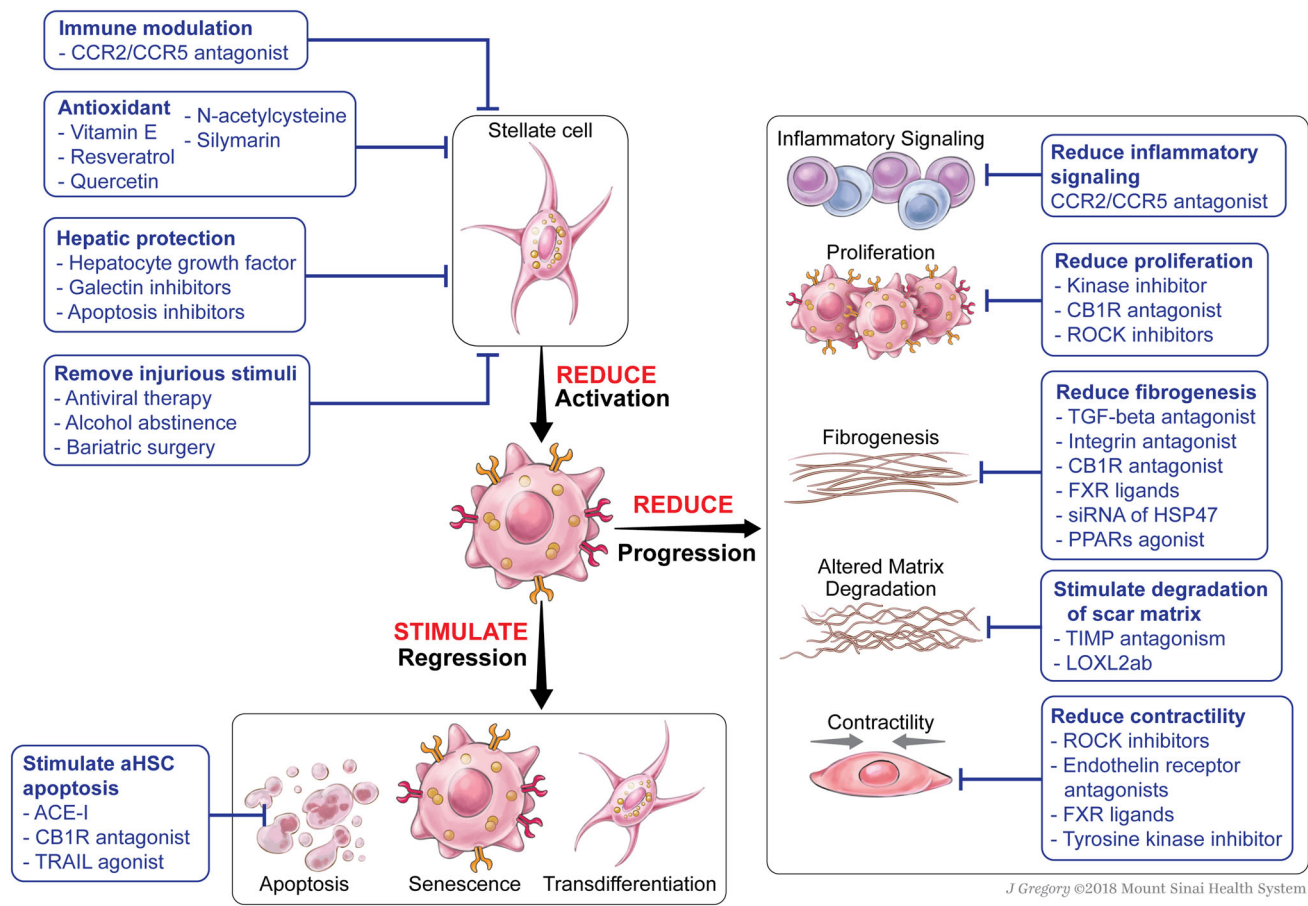 Immune modulation
- CCR2/CCR5 antagonist
Antioxidant
- Vitamin E
- Resveratrol
- Quercetin
- N-acetylcysteine
- Silymarin
Hepatic protection
- Hepatocyte growth factor
- Galectin inhibitors
- Apoptosis inhibitors
Remove injurious stimuli
- Antiviral therapy
- Alcohol abstinence
- Bariatric surgery
Stellate cell
REDUCE
Activation
REDUCE
Progression
STIMULATE
Regression
Stimulate aHSC
apoptosis
- ACE-I
- CB1R antagonist
- TRAIL agonist
Apoptosis
Senescence
Transdifferentiation
Inflammatory Signaling
Reduce inflammatory
signaling
CCR2/CCR5 antagonist
Proliferation
Reduce proliferation
- Kinase inhibitor
- CB1R antagonist
- ROCK inhibitors
Fibrogenesis
Reduce fibrogenesis
- TGF-beta antagonist
- Integrin antagonist
- CB1R antagonist
- FXR ligands
- siRNA of HSP47
- PPARs agonist
Altered Matrix
Degradation
Stimulate degradation
of scar matrix
- TIMP antagonism
- LOXL2ab
Contractility
Reduce contractility
- ROCK inhibitors
- Endothelin receptor
antagonists
- FXR ligands
- Tyrosine kinase inhibitor
J Gregory ©2018 Mount Sinai Health System